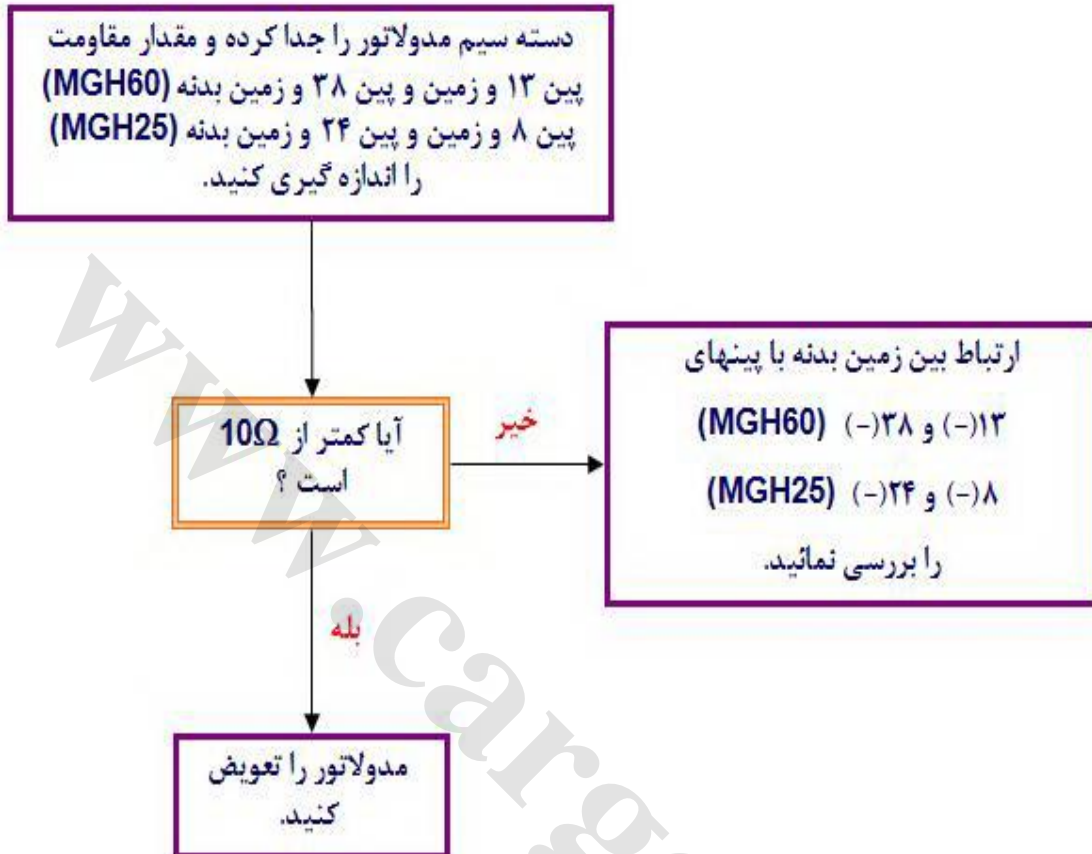 دسته سیم مدولاتور را جدا کرده و مقدار مقاومت
پین ۱۳ و زمین و پین ۳۸ و زمین بدنه (MGH60)
پین ۸ و زمین و پین ۲۴ و زمین بدنه (MGH25)
را اندازه گیری کنید.
آیا کمتر از 10Ω
است ؟
خیر
ارتباط بین زمین بدنه با پینهای
۱۳(-) و ۳۸(-) (MGH60)
۸(-) و ۲۴(-) (MGH25)
را بررسی نمائید.
بله
مدولاتور را تعویض
کنید.